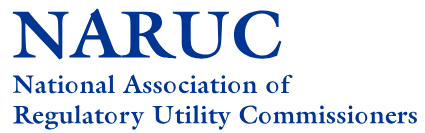 NARUC
National Association of
Regulatory Utility Commissioners